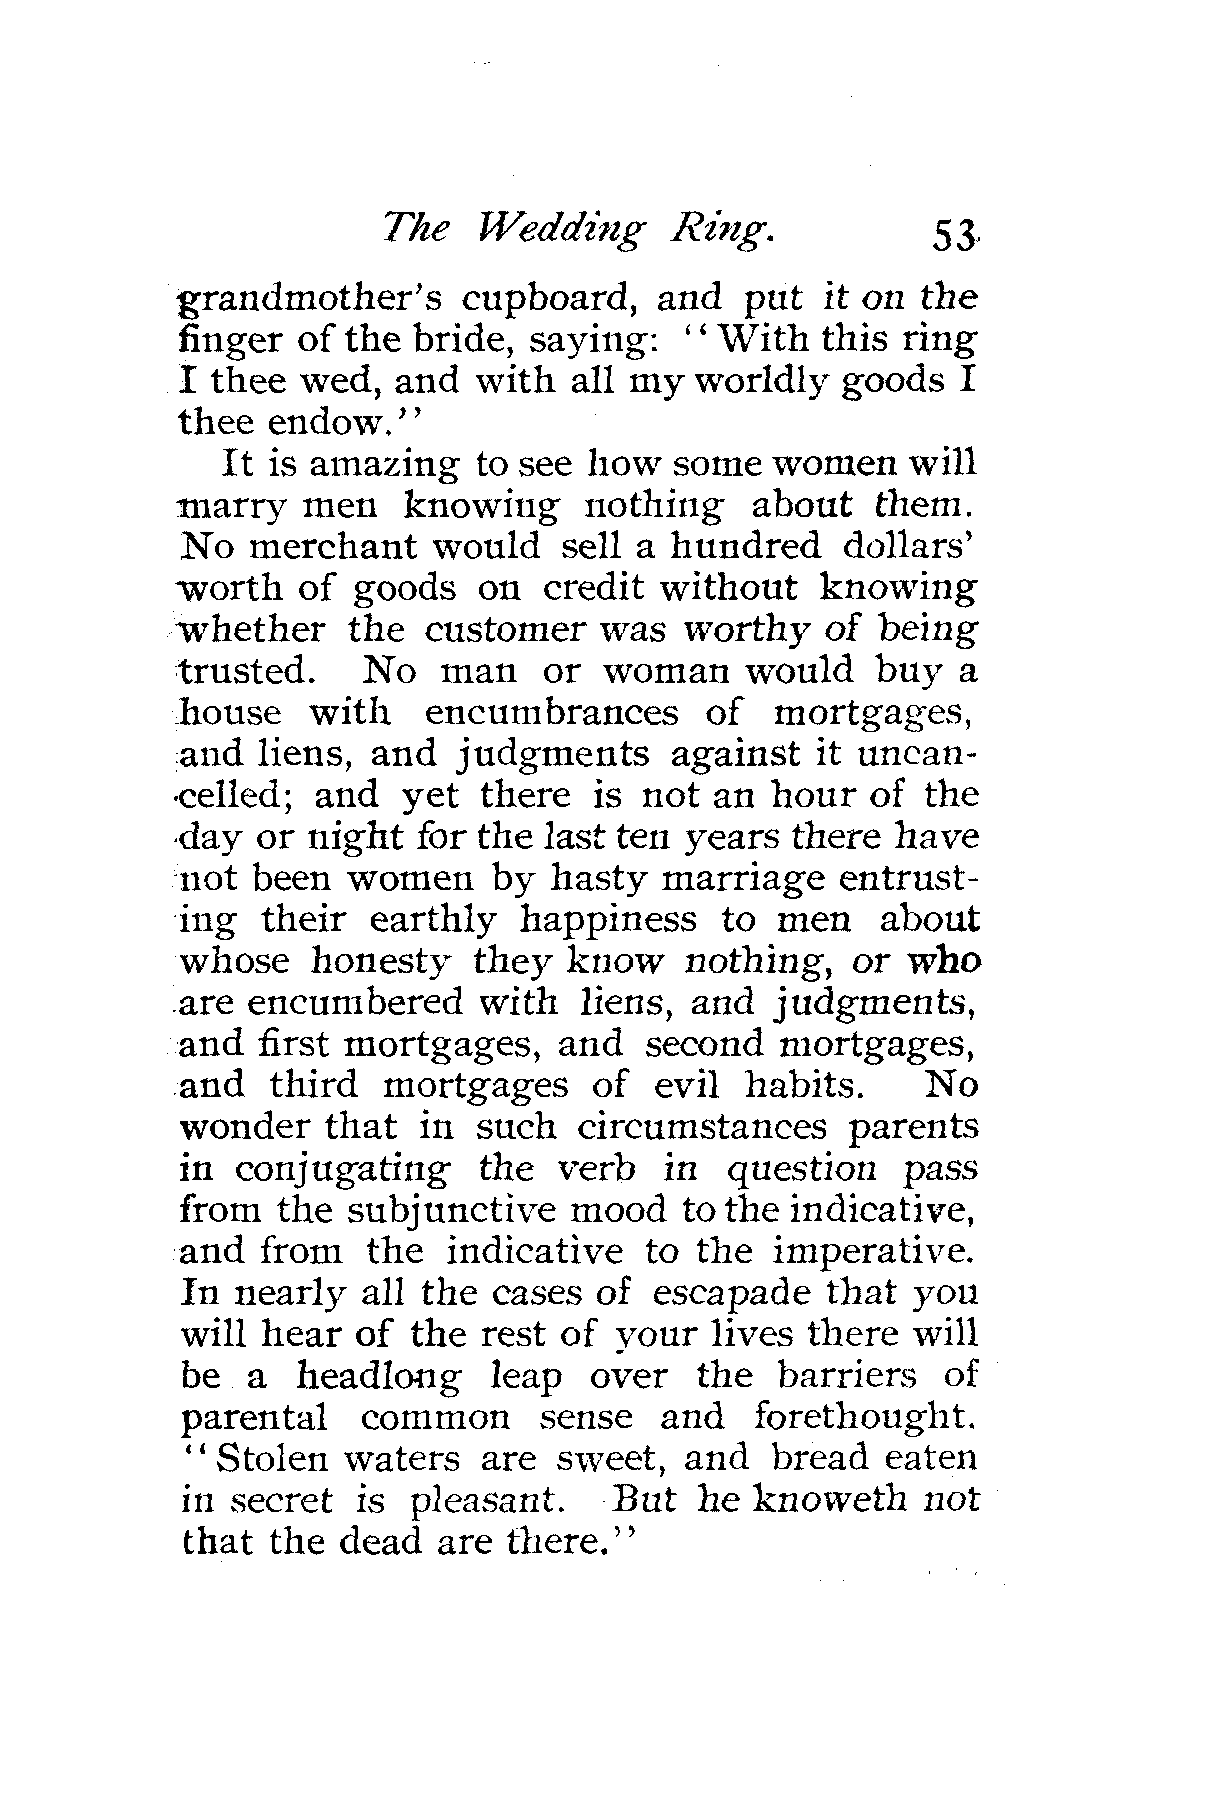 The Wedding Ring. 53
grandmother's cupboard, and put it on the
finger of the bride, saying: "With this ring
I thee wed, and with all my worldly goods I
thee endow."
It is amazing to see how some women will
marry men knowing nothing about them.
No merchant would sell a hundred dollars'
worth of goods on credit without knowing
whether the customer was worthy of being
trusted. No man or woman would buy a
house with encumbrances of mortgages,
and liens, and judgments against it uncan-
celled; and yet there is not an hour of the
day or night for the last ten years there have
not been women by hasty marriage entrust-
ing their earthly happiness to men about
whose honesty they know nothing, or who
are encumbered with liens, and judgments,
and first mortgages, and second mortgages,
and third mortgages of evil habits. No
wonder that in such circumstances parents
in conjugating the verb in question pass
from the subjunctive mood to the indicative,
and from the indicative to the imperative.
In nearly all the cases of escapade that you
will hear of the rest of your lives there will
be a headlong leap over the barriers of
parental common sense and forethought.
"Stolen waters are sweet, and bread eaten
in secret is pleasant. But he knoweth not
that the dead are there."